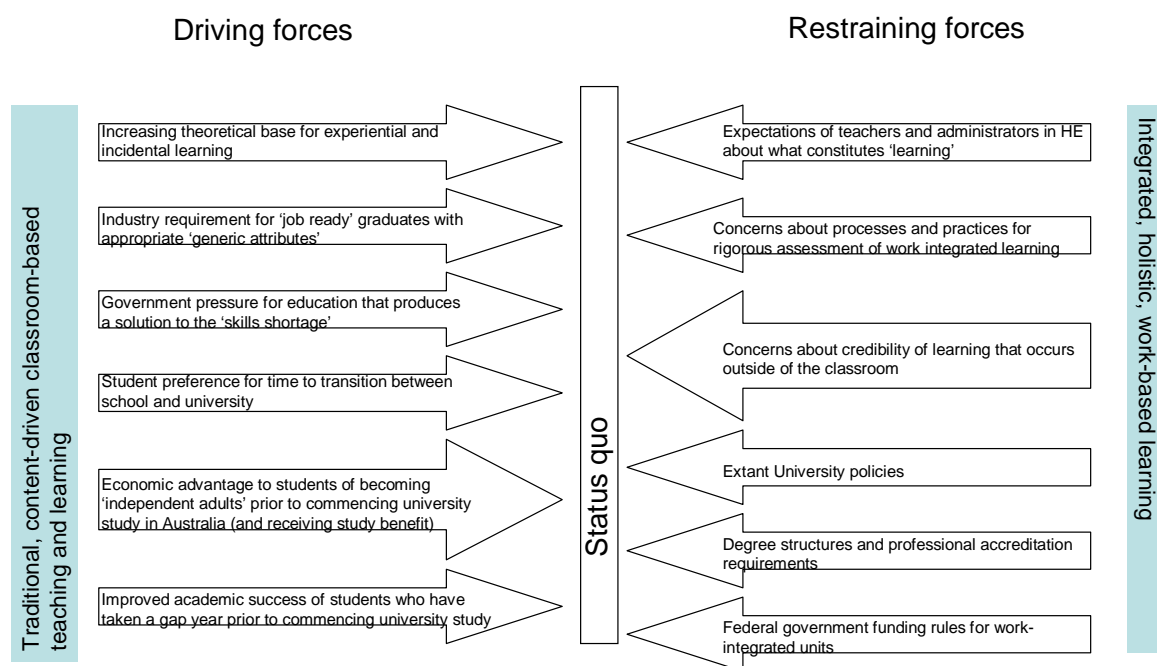 Driving forces
Restraining forces
Traditional, content-driven classroom-based
teaching and learning
Increasing theoretical base for experiential and
incidental learning
Industry requirement for ‘job ready’ graduates with
appropriate ‘generic attributes’
Government pressure for education that produces
a solution to the ‘skills shortage’
Student preference for time to transition between
school and university
Economic advantage to students of becoming
‘independent adults’ prior to commencing university
study in Australia (and receiving study benefit)
Improved academic success of students who have
taken a gap year prior to commencing university study
Status quo
Expectations of teachers and administrators in HE
about what constitutes ‘learning’
Concerns about processes and practices for
rigorous assessment of work integrated learning
Concerns about credibility of learning that occurs
outside of the classroom
Extant University policies
Degree structures and professional accreditation
requirements
Federal government funding rules for work-
integrated units
Integrated, holistic, work-based learning